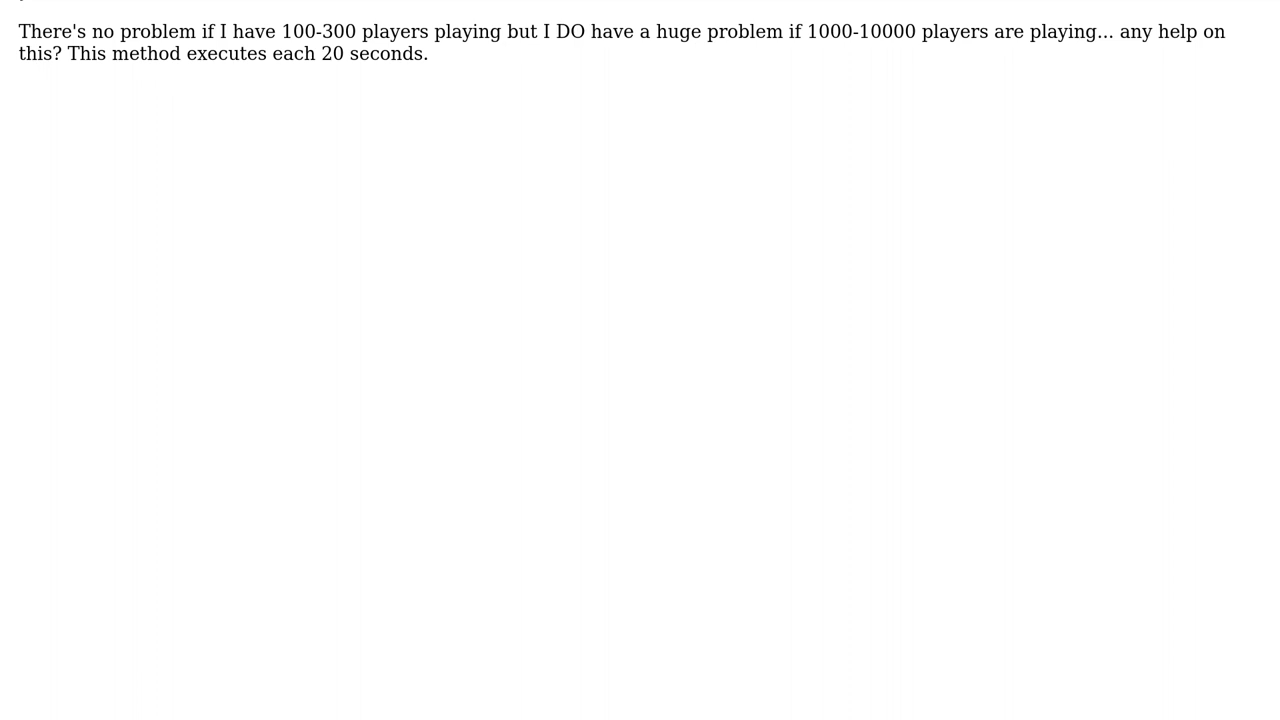 There's no problem if I have 100-300 players playing but I DO have a huge problem if 1000-10000 players are playing... any help on
this? This method executes each 20 seconds.